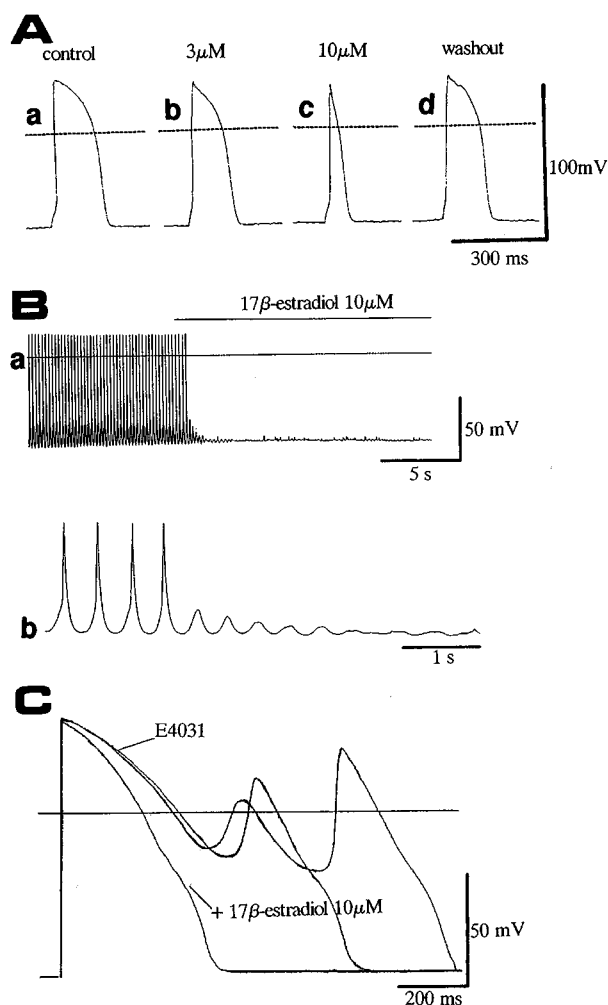 A
control 3μM 10μM washout
a b c d
100mV
300 ms
B
17β-estradiol 10μM
a
50 mV
5 s
b
1 s
C
E4031
+ 17β-estradiol 10μM
50 mV
200 ms